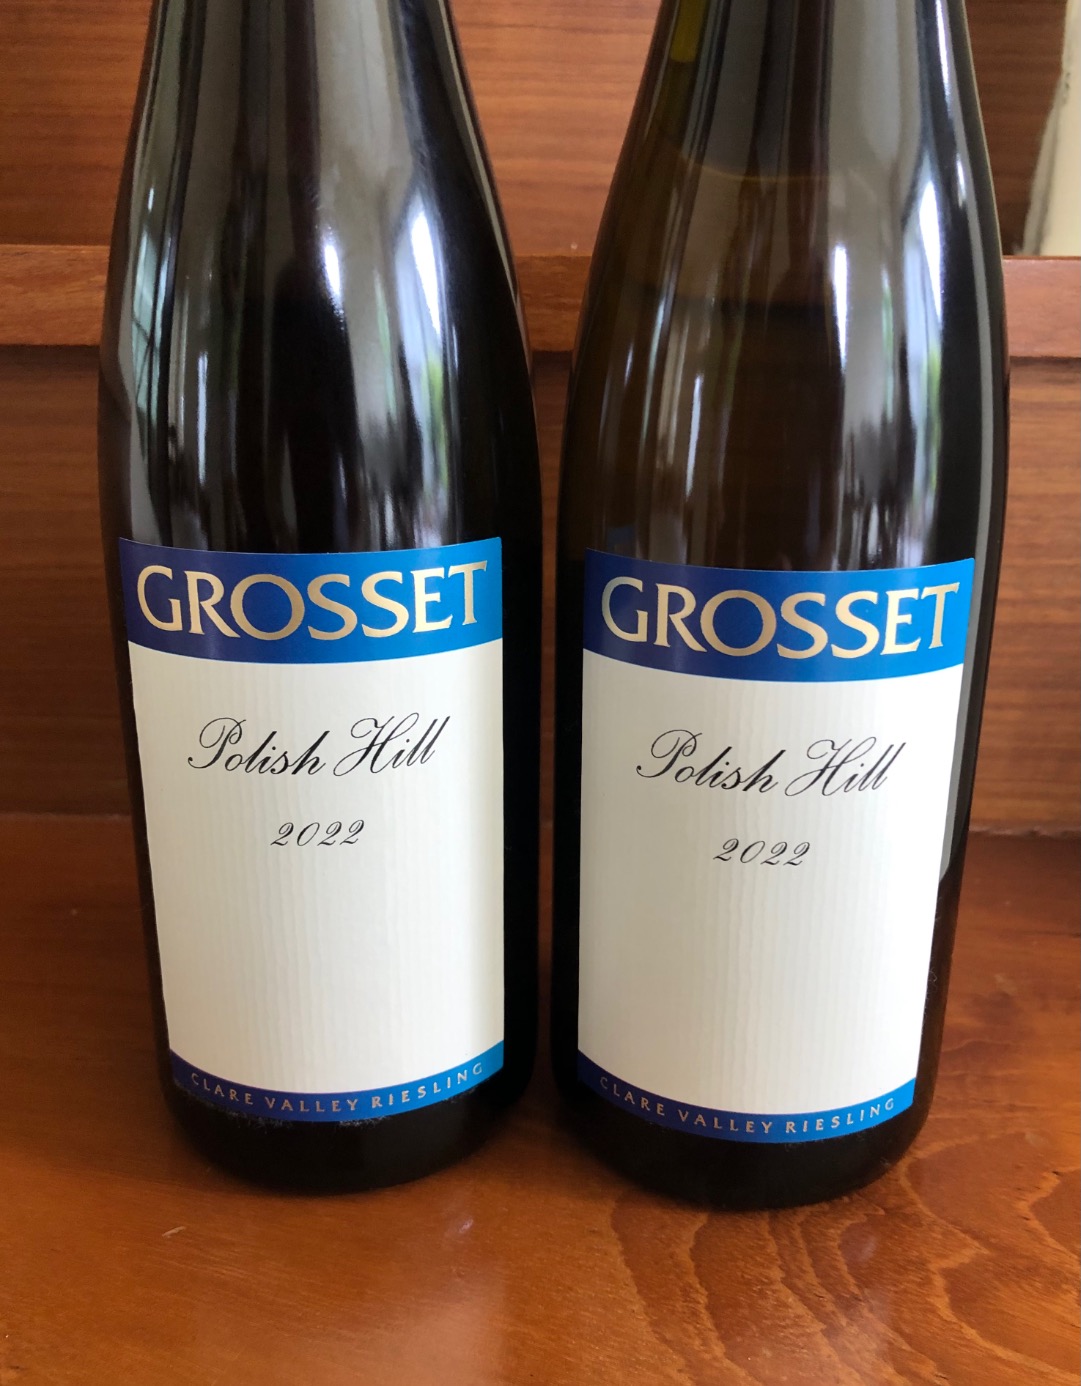 GROSSET
Polish Hill
2022
CLARE VALLEY RIESLING
GROSSET
Polish Hill
2022
CLARE VALLEY RIESLING